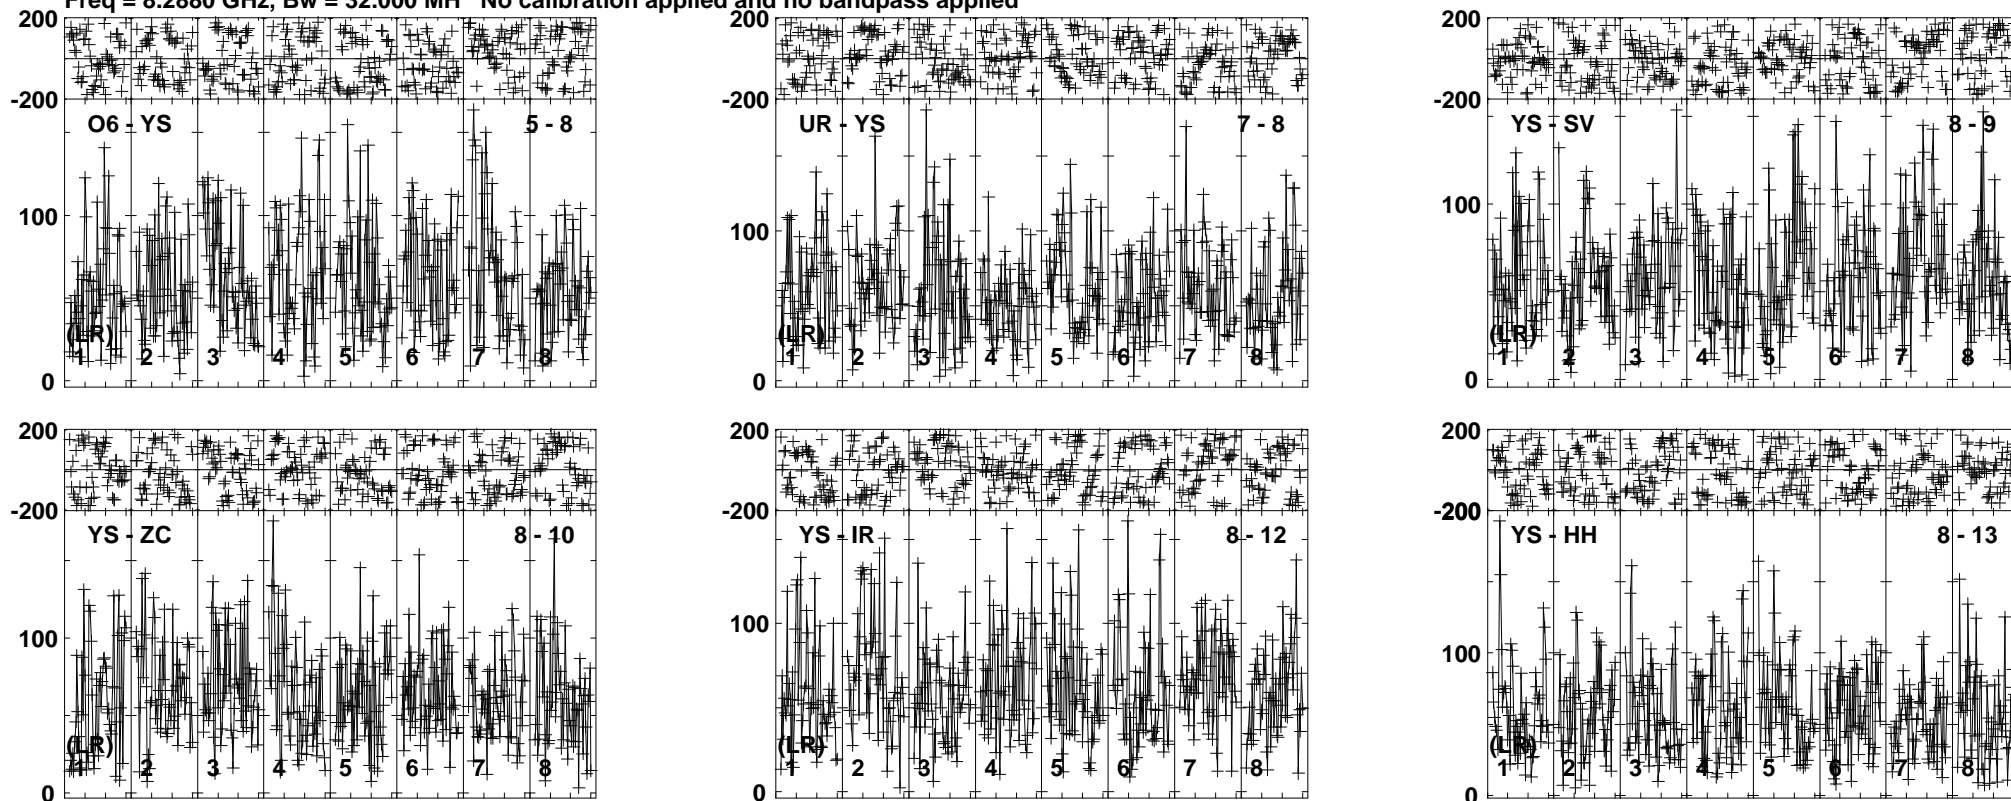 Freq = 8.2880 GHz, Bw = 32.000 MH No calibration applied and no bandpass applied
200 200 200
-200 -200 -200
O6 - YS 5 - 8 UR - YS 7 - 8 YS - SV 8 - 9
100 100 100
(LR) (LR) (LR)
1 2 3 4 5 6 7 8 1 2 3 4 5 6 7 8 1 2 3 4 5 6 7 8
0 0 0
200 200 200
-200 -200 -200
YS - ZC 8 - 10 YS - IR 8 - 12 YS - HH 8 - 13
100 100 100
(LR) (LR) (LR)
1 2 3 4 5 6 7 8 1 2 3 4 5 6 7 8 1 2 3 4 5 6 7 8
0 0 0